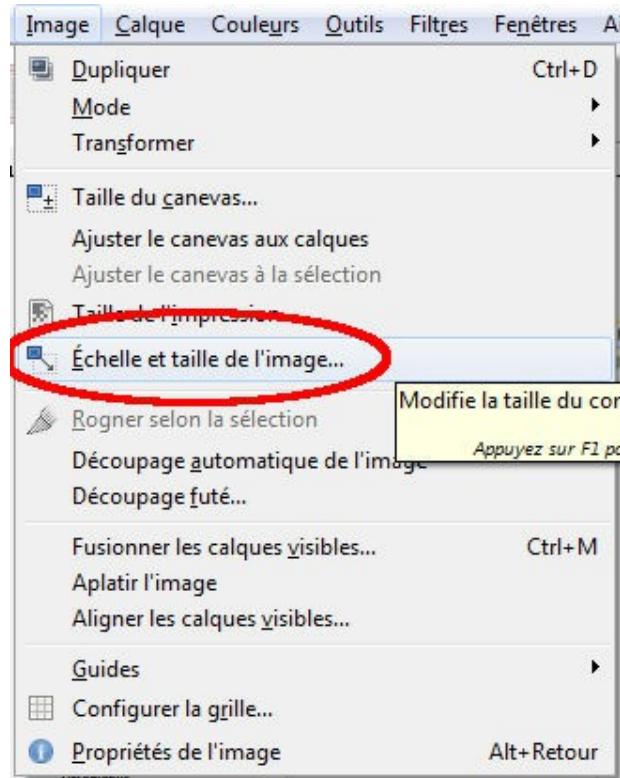 Image Calque Couleurs Outils Filtres Fenêtres
Dupliquer Ctrl+D
Mode
Transformer
Taille du canevas...
Ajuster le canevas aux calques
Ajuster le canevas à la sélection
Taille de l'impression...
Échelle et taille de l'image...
Modifie la taille du
Rogner selon la sélection
Appuyez sur F1
Découpage automatique de l'image
Découpage futé...
Fusionner les calques visibles... Ctrl+M
Aplatir l'image
Aligner les calques visibles...
Guides
Configurer la grille...
Propriétés de l'image Alt+Retour